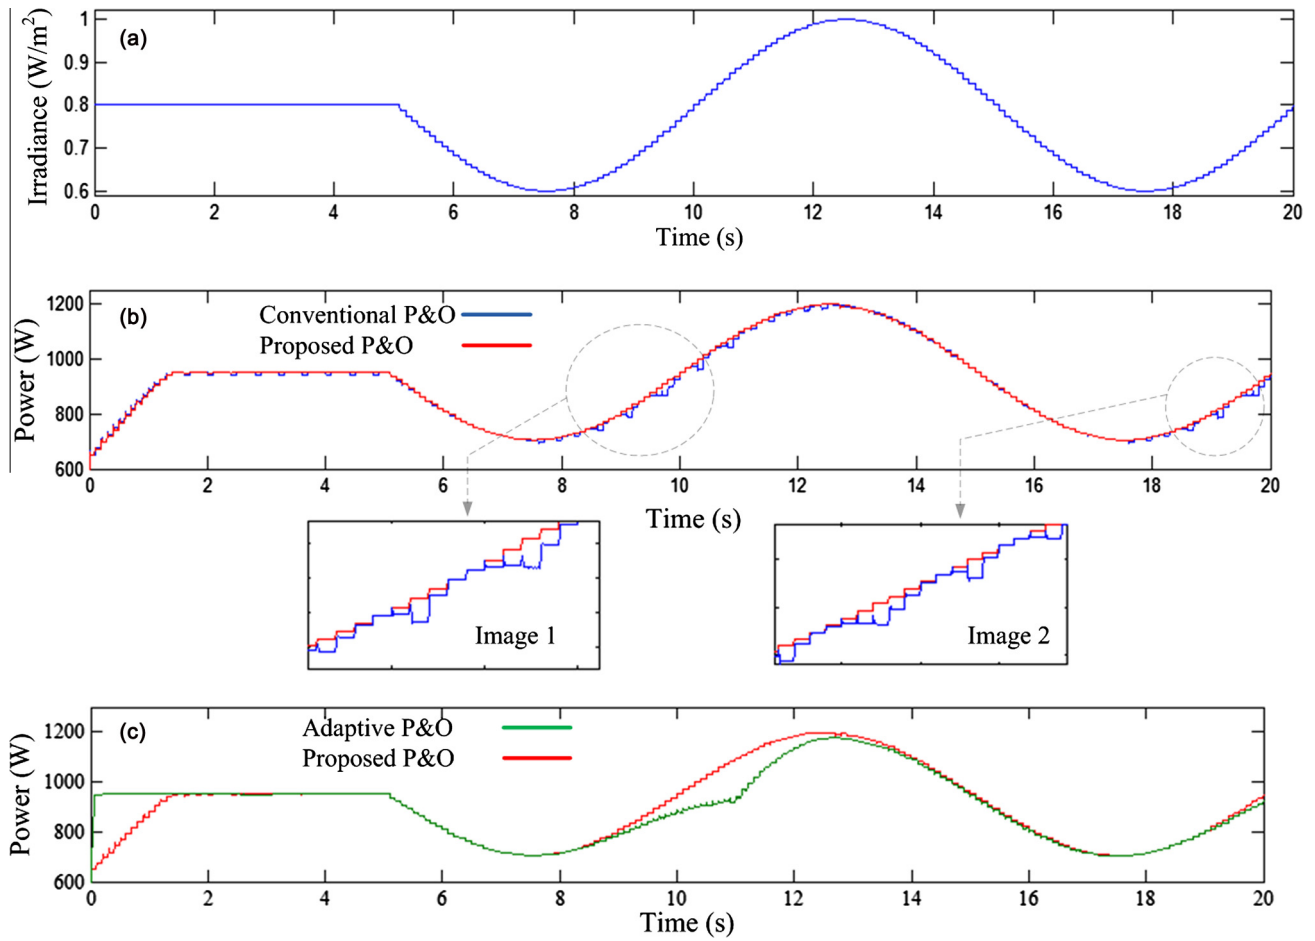 (a)
Irradiance (W/m²)
1
0.9
0.8
0.7
0.6
0 2 4 6 8 10 12 14 16 18 20
Time (s)
(b)
Conventional P&O
Proposed P&O
Power (W)
1200
1000
800
600
0 2 4 6 8 10 12 14 16 18 20
Time (s)
Image 1
Image 2
(c)
Adaptive P&O
Proposed P&O
Power (W)
1200
1000
800
600
0 2 4 6 8 10 12 14 16 18 20
Time (s)